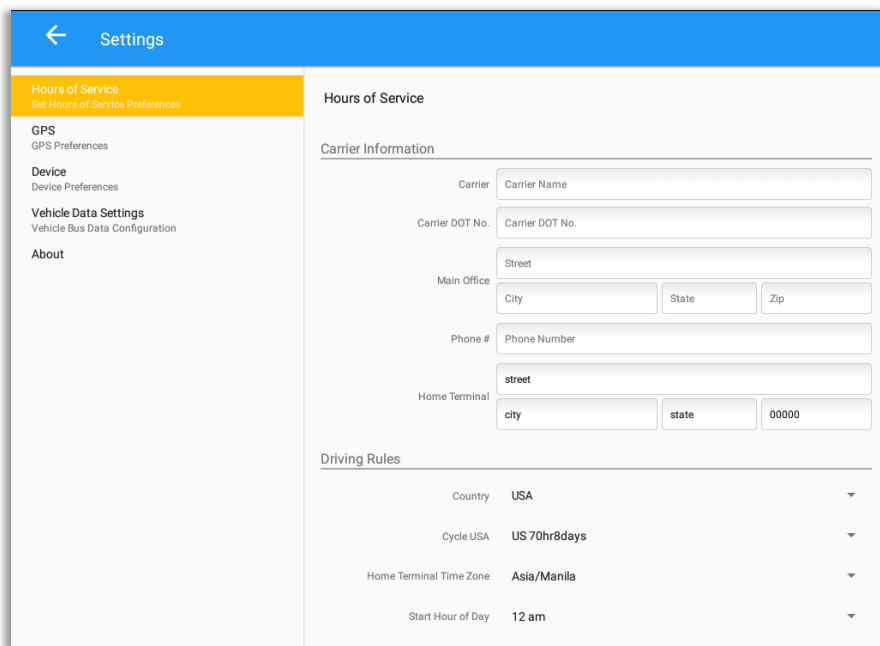 Settings
Hours of Service
Set Hours of Service Preferences
GPS
GPS Preferences
Device
Device Preferences
Vehicle Data Settings
Vehicle Bus Data Configuration
About
Hours of Service
Carrier Information
Carrier Carrier Name
Carrier DOT No. Carrier DOT No.
Main Office Street
City State Zip
Phone # Phone Number
Home Terminal street
city state 00000
Driving Rules
Country USA
Cycle USA US 70hr8days
Home Terminal Time Zone Asia/Manila
Start Hour of Day 12 am